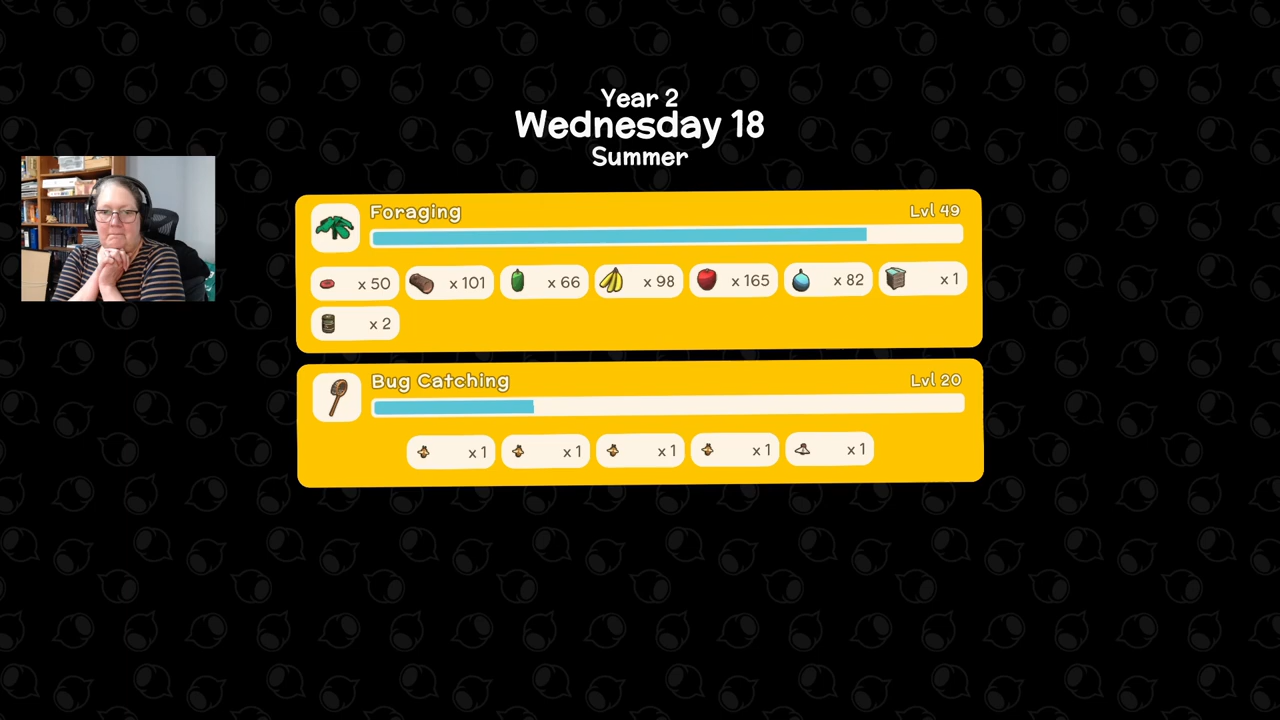 Year 2
Wednesday 18
Summer
Foraging Lvl 49
x 50 x 101 x 66 x 98 x 165 x 82 x 1
x 2
Bug Catching Lvl 20
x 1 x 1 x 1 x 1 x 1